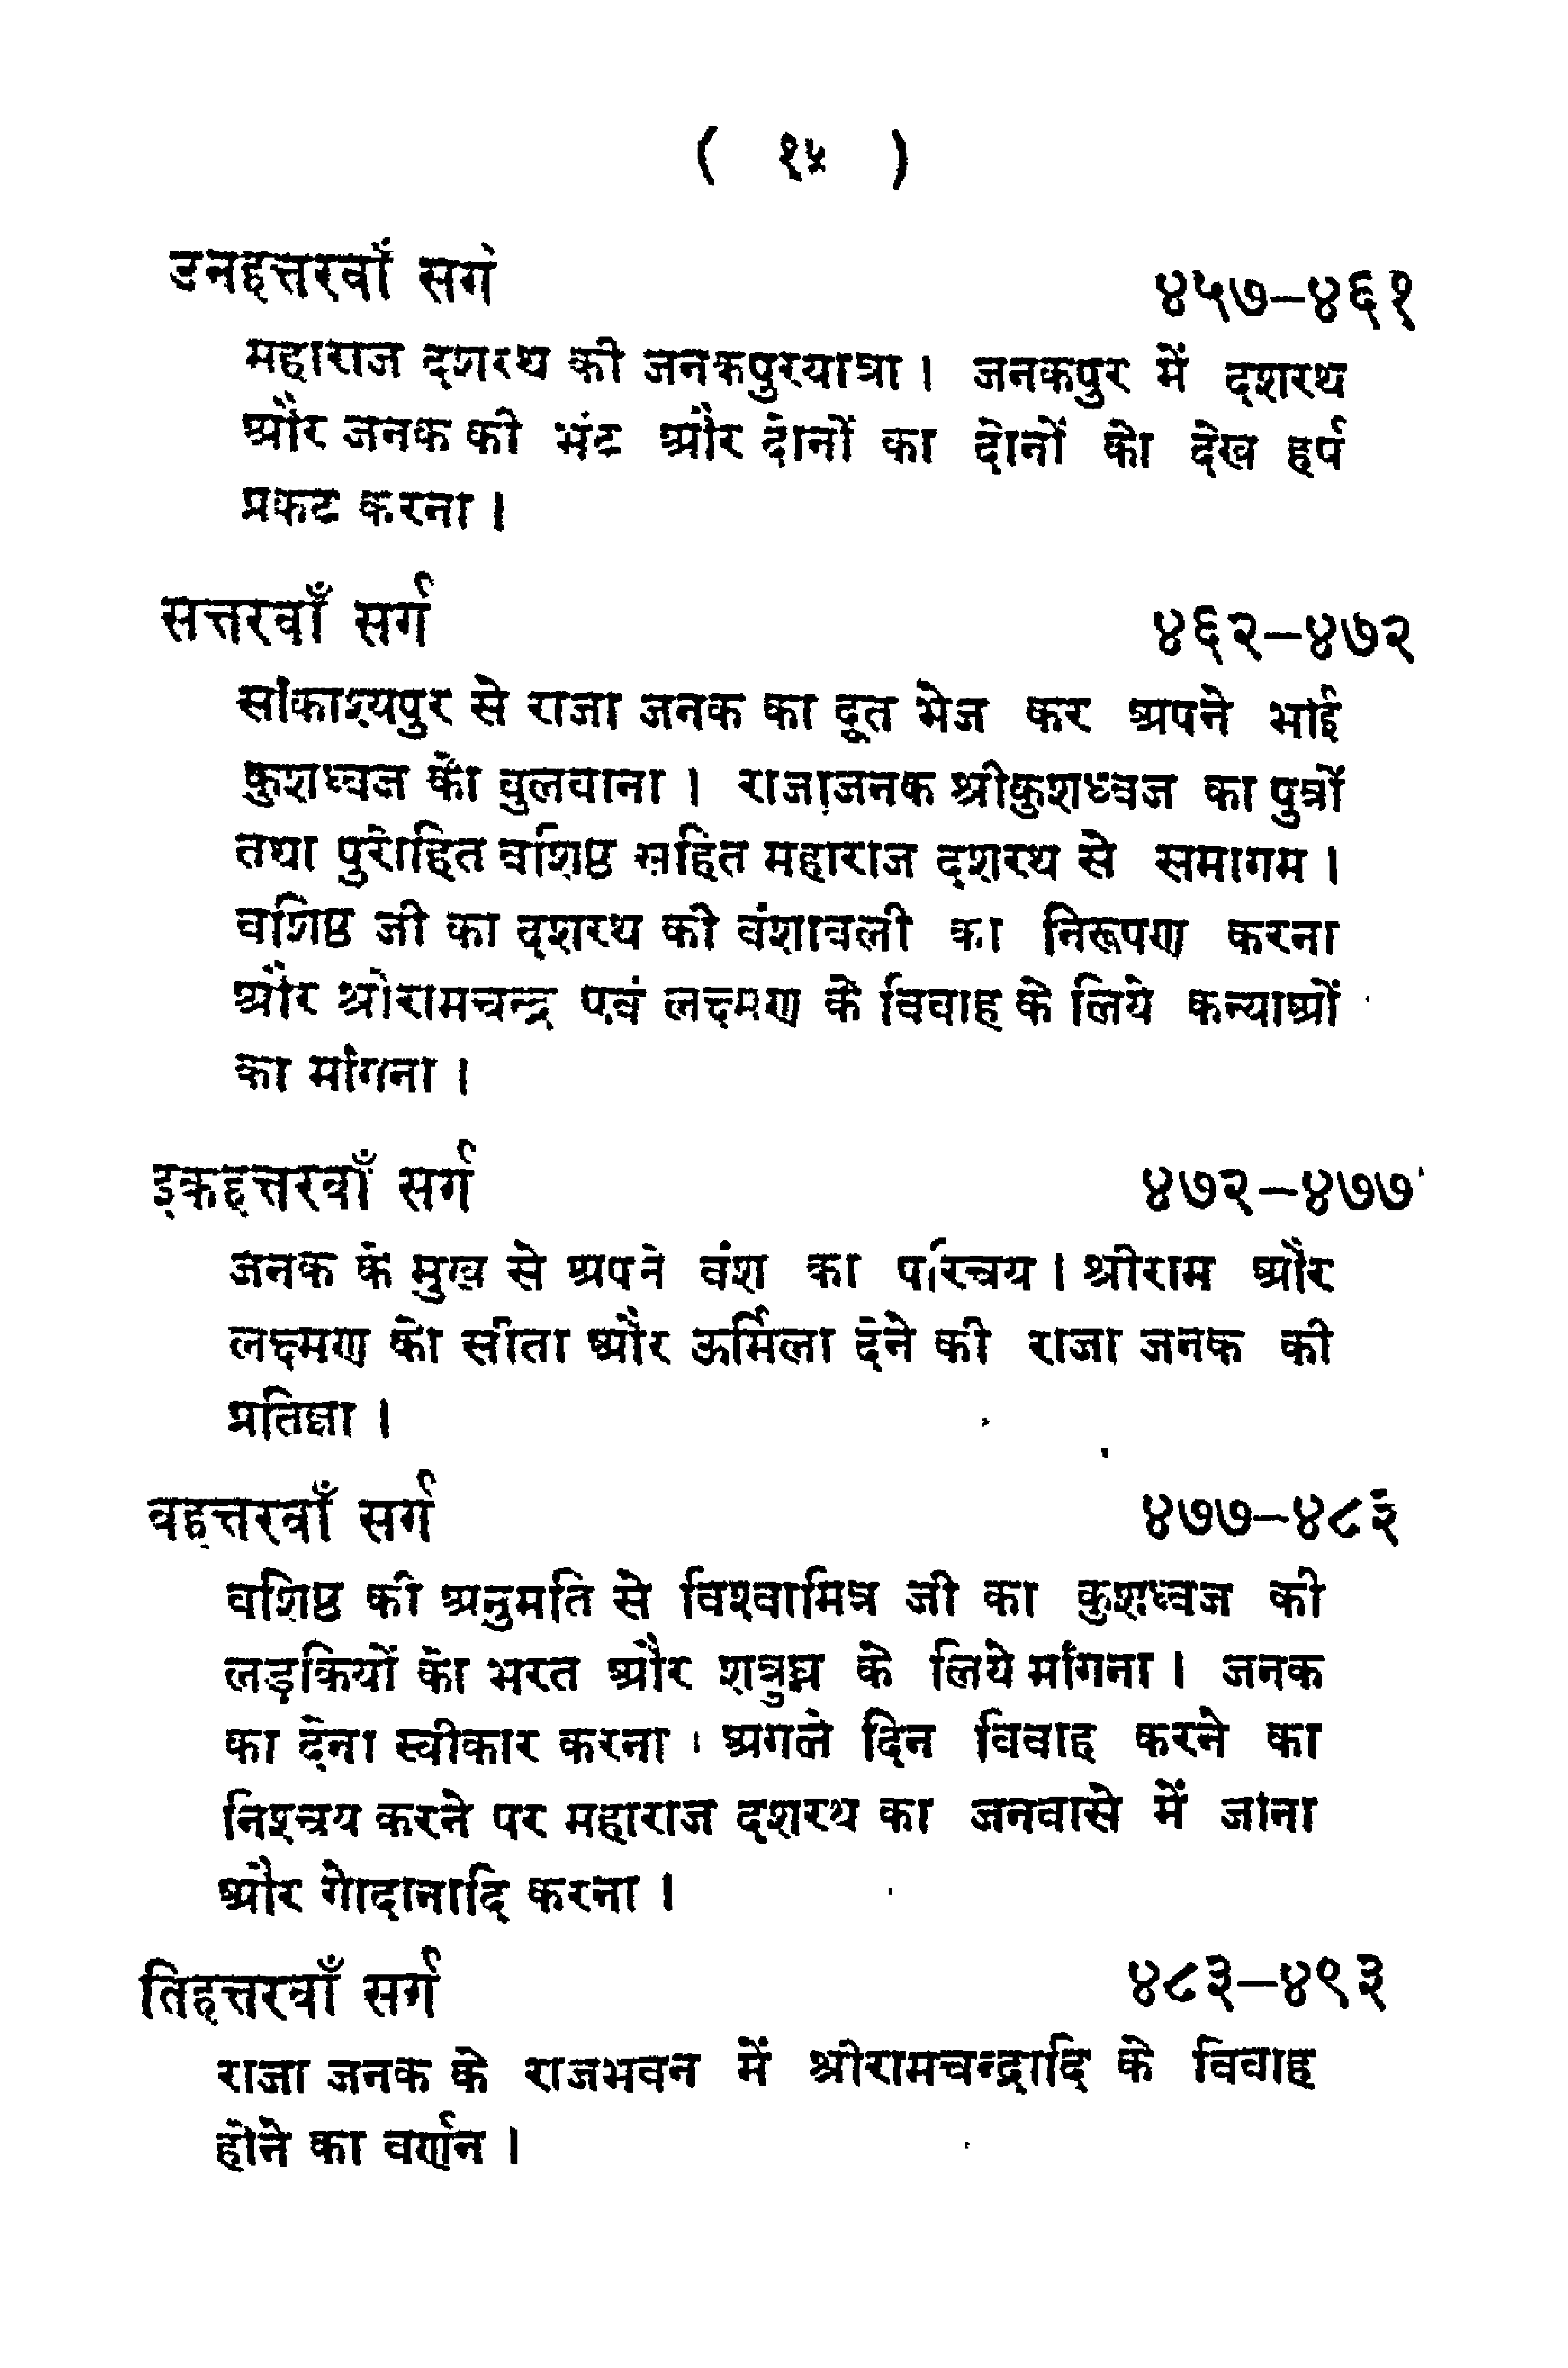 ( १५ )
उनहत्तरवाँ सर्ग ४५७–४६१
महाराज दशरथ की जनकपुरयात्रा । जनकपुर में दशरथ
और जनक की भेंट और दोनों का दोनों को देख हर्ष
प्रकट करना ।
सत्तरवाँ सर्ग ४६२–४७२
सांकाश्यपुर से राजा जनक का दूत भेज कर अपने भाई
कुशध्वज को बुलवाना । राजाजनक श्रीकुशध्वज का पुत्रों
तथा पुरोहित वशिष्ठ सहित महाराज दशरथ से समागम ।
वशिष्ठ जी का दशरथ की वंशावली का निरूपण करना
और श्रीरामचन्द्र एवं लक्ष्मण के विवाह के लिये कन्याओं
का मांगना ।
इकहत्तरवाँ सर्ग ४७२–४७७
जनक के मुख से अपने वंश का परिचय । श्रीराम और
लक्ष्मण को सीता और ऊर्मिला देने की राजा जनक की
प्रतिज्ञा ।
बहत्तरवाँ सर्ग ४७७–४८३
वशिष्ठ की अनुमति से विश्वामित्र जी का कुशध्वज की
लड़कियों को भरत और शत्रुघ्न के लिये मांगना । जनक
का देना स्वीकार करना । अगले दिन विवाह करने का
निश्चय करने पर महाराज दशरथ का जनवासे में जाना
और गोदानादि करना ।
तिहत्तरवाँ सर्ग ४८३–४९३
राजा जनक के राजभवन में श्रीरामचन्द्रादि के विवाह
होने का वर्णन ।